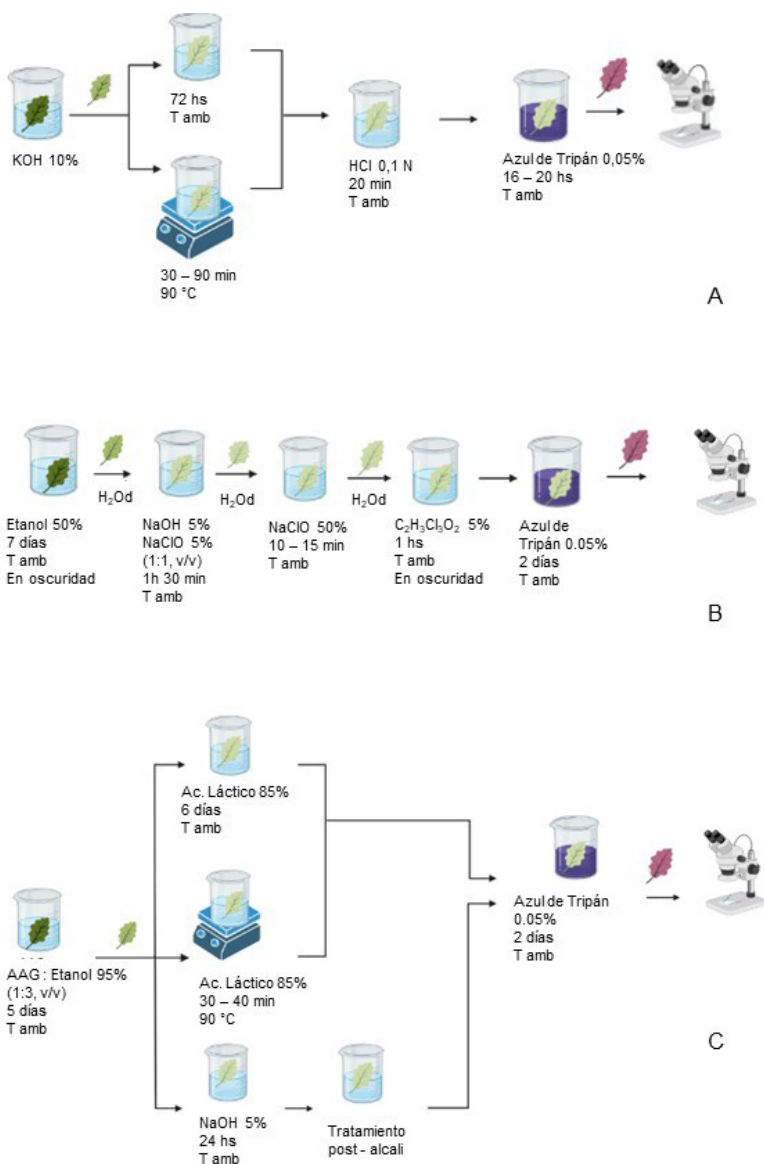 KOH 10%
72 hs
T amb
30 – 90 min
90 °C
HCl 0,1 N
20 min
T amb
Azul de Tripán 0,05%
16 – 20 hs
T amb
A
Etanol 50%
7 días
T amb
En oscuridad
H₂Od
NaOH 5%
NaClO 5%
(1:1, v/v)
1h 30 min
T amb
H₂Od
NaClO 50%
10 – 15 min
T amb
H₂Od
C₂H₃Cl₃O₂ 5%
1 hs
T amb
En oscuridad
Azul de
Tripán 0.05%
2 días
T amb
B
AAG : Etanol 95%
(1:3, v/v)
5 días
T amb
Ac. Láctico 85%
6 días
T amb
Ac. Láctico 85%
30 – 40 min
90 °C
NaOH 5%
24 hs
T amb
Tratamiento
post - alcali
Azul de Tripán
0.05%
2 días
T amb
C